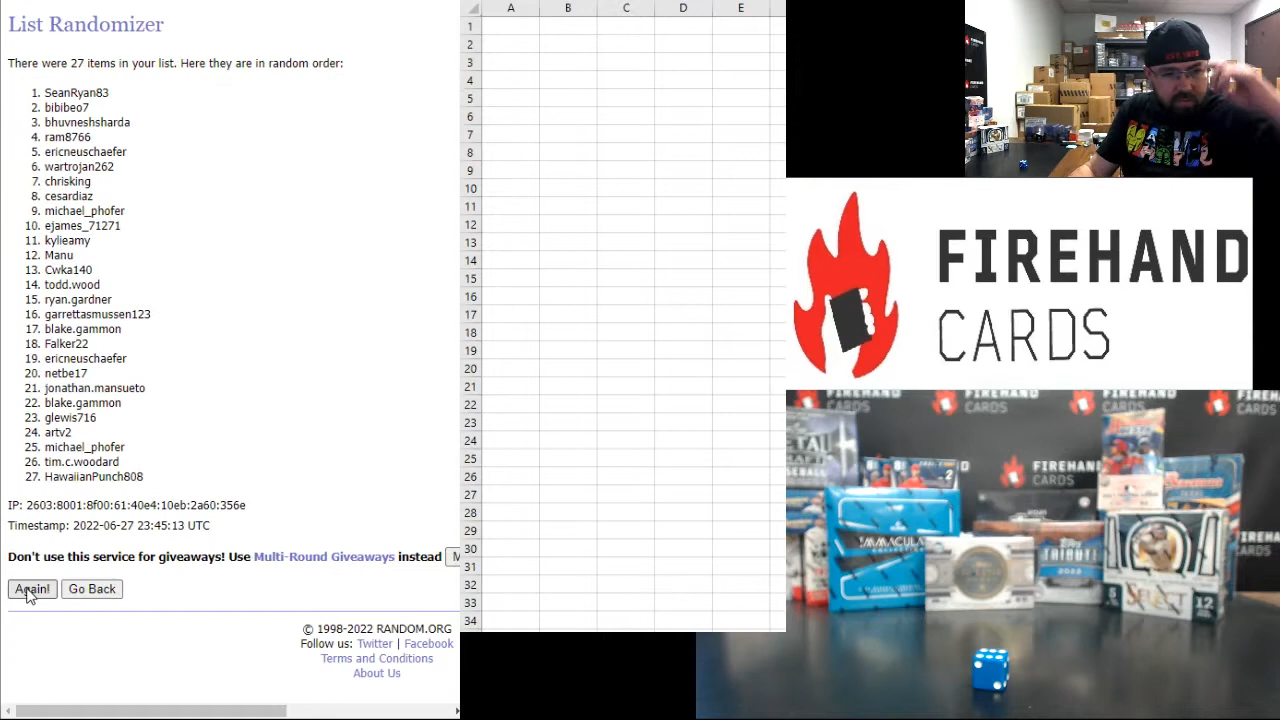 List Randomizer
There were 27 items in your list. Here they are in random order:
1. SeanRyan83
2. bibibeo7
3. bhuvneshsharda
4. ram8766
5. ericneuschaefer
6. wartrojan262
7. chrisking
8. cesardiaz
9. michael_phofer
10. ejames_71271
11. kylieamy
12. Manu
13. Cwka140
14. todd.wood
15. ryan.gardner
16. garrettasmussen123
17. blake.gammon
18. Falker22
19. ericneuschaefer
20. netbe17
21. jonathan.mansueto
22. blake.gammon
23. glewis716
24. artv2
25. michael_phofer
26. tim.c.woodard
27. HawaiianPunch808
IP: 2603:8001:8f00:61:40e4:10eb:2a60:356e
Timestamp: 2022-06-27 23:45:13 UTC
Don't use this service for giveaways! Use Multi-Round Giveaways instead
Again! Go Back
© 1998-2022 RANDOM.ORG
Follow us: Twitter | Facebook
Terms and Conditions
About Us
A B C D E
1
2
3
4
5
6
7
8
9
10
11
12
13
14
15
16
17
18
19
20
21
22
23
24
25
26
27
28
29
30
31
32
33
34
FIREHAND
CARDS
FIREHAND
CARDS
FIREHAND
CARDS
TRIBUTE
SELECT
5
12